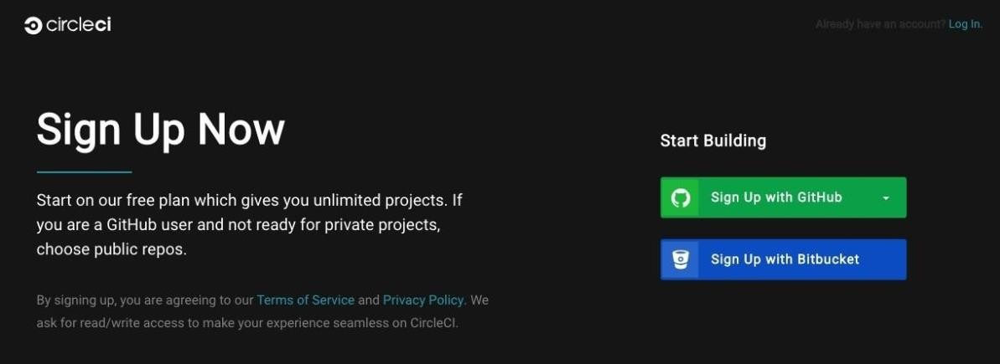 circleci
Already have an account? Log In.
Sign Up Now
Start on our free plan which gives you unlimited projects. If
you are a GitHub user and not ready for private projects,
choose public repos.
By signing up, you are agreeing to our Terms of Service and Privacy Policy. We
ask for read/write access to make your experience seamless on CircleCI.
Start Building
Sign Up with GitHub
Sign Up with Bitbucket